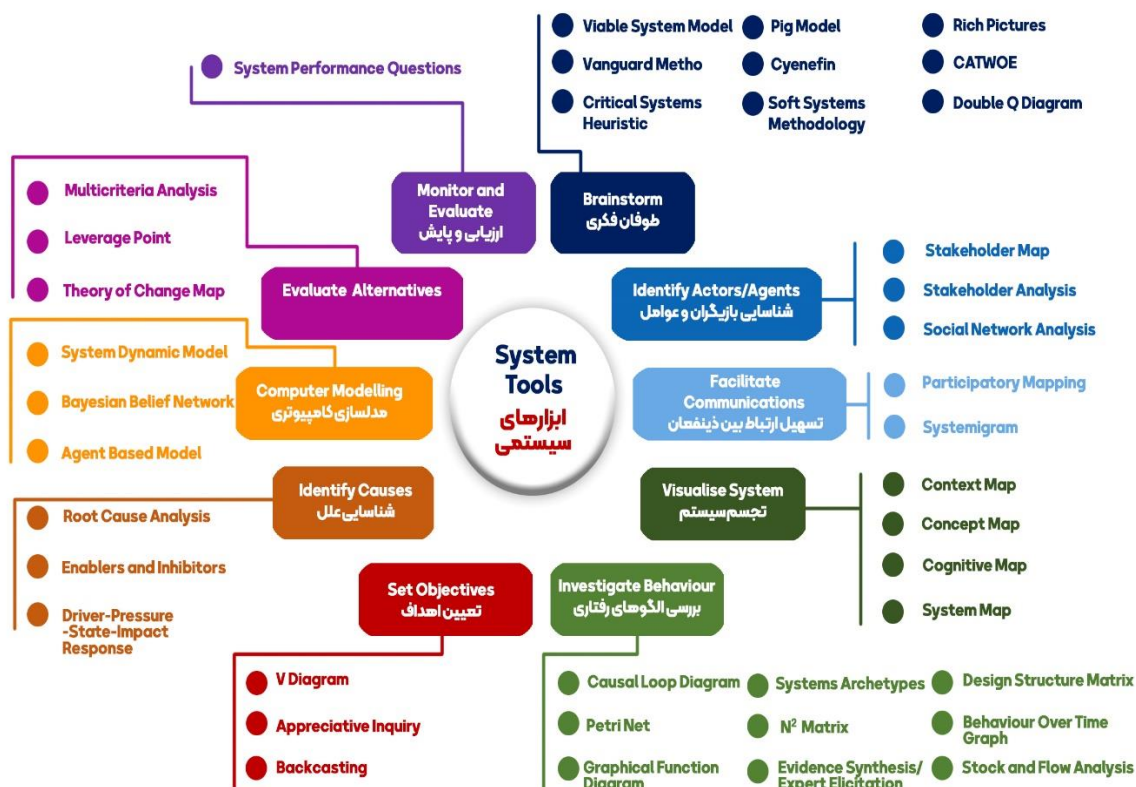 System
Tools
ابزارهای
سیستمی
Brainstorm
طوفان فکری
Viable System Model
Pig Model
Rich Pictures
Vanguard Metho
Cyenefin
CATWOE
Critical Systems
Heuristic
Soft Systems
Methodology
Double Q Diagram
Identify Actors/Agents
شناسایی بازیگران و عوامل
Stakeholder Map
Stakeholder Analysis
Social Network Analysis
Facilitate
Communications
تسهیل ارتباط بین ذینفعان
Participatory Mapping
Systemigram
Visualise System
تجسم سیستم
Context Map
Concept Map
Cognitive Map
System Map
Investigate Behaviour
بررسی الگوهای رفتاری
Causal Loop Diagram
Systems Archetypes
Design Structure Matrix
Petri Net
N² Matrix
Behaviour Over Time
Graph
Graphical Function
Diagram
Evidence Synthesis/
Expert Elicitation
Stock and Flow Analysis
Set Objectives
تعیین اهداف
V Diagram
Appreciative Inquiry
Backcasting
Identify Causes
شناسایی علل
Root Cause Analysis
Enablers and Inhibitors
Driver-Pressure
-State-Impact
Response
Computer Modelling
مدلسازی کامپیوتری
System Dynamic Model
Bayesian Belief Network
Agent Based Model
Evaluate Alternatives
Multicriteria Analysis
Leverage Point
Theory of Change Map
Monitor and
Evaluate
ارزیابی و پایش
System Performance Questions